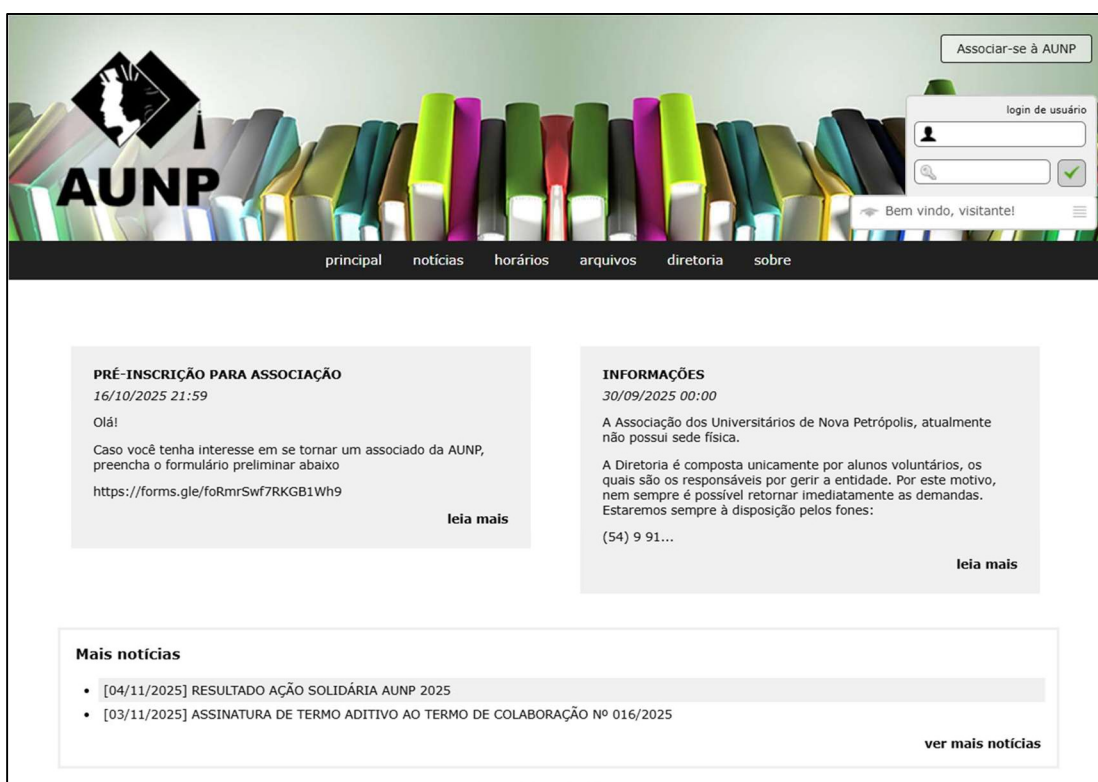 AUNP
Associar-se à AUNP
login de usuário
Bem vindo, visitante!
principal notícias horários arquivos diretoria sobre
PRÉ-INSCRIÇÃO PARA ASSOCIAÇÃO
16/10/2025 21:59
Olá!
Caso você tenha interesse em se tornar um associado da AUNP,
preencha o formulário preliminar abaixo
https://forms.gle/foRmrSwf7RKGB1Wh9
leia mais
INFORMAÇÕES
30/09/2025 00:00
A Associação dos Universitários de Nova Petrópolis, atualmente
não possui sede física.
A Diretoria é composta unicamente por alunos voluntários, os
quais são os responsáveis por gerir a entidade. Por este motivo,
nem sempre é possível retornar imediatamente as demandas.
Estaremos sempre à disposição pelos fones:
(54) 9 91...
leia mais
Mais notícias
• [04/11/2025] RESULTADO AÇÃO SOLIDÁRIA AUNP 2025
• [03/11/2025] ASSINATURA DE TERMO ADITIVO AO TERMO DE COLABORAÇÃO Nº 016/2025
ver mais notícias